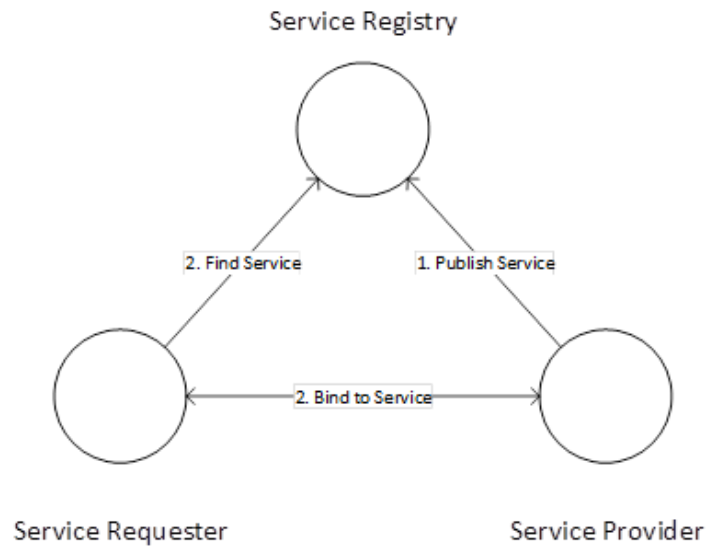 Service Registry
2. Find Service
1. Publish Service
2. Bind to Service
Service Requester
Service Provider